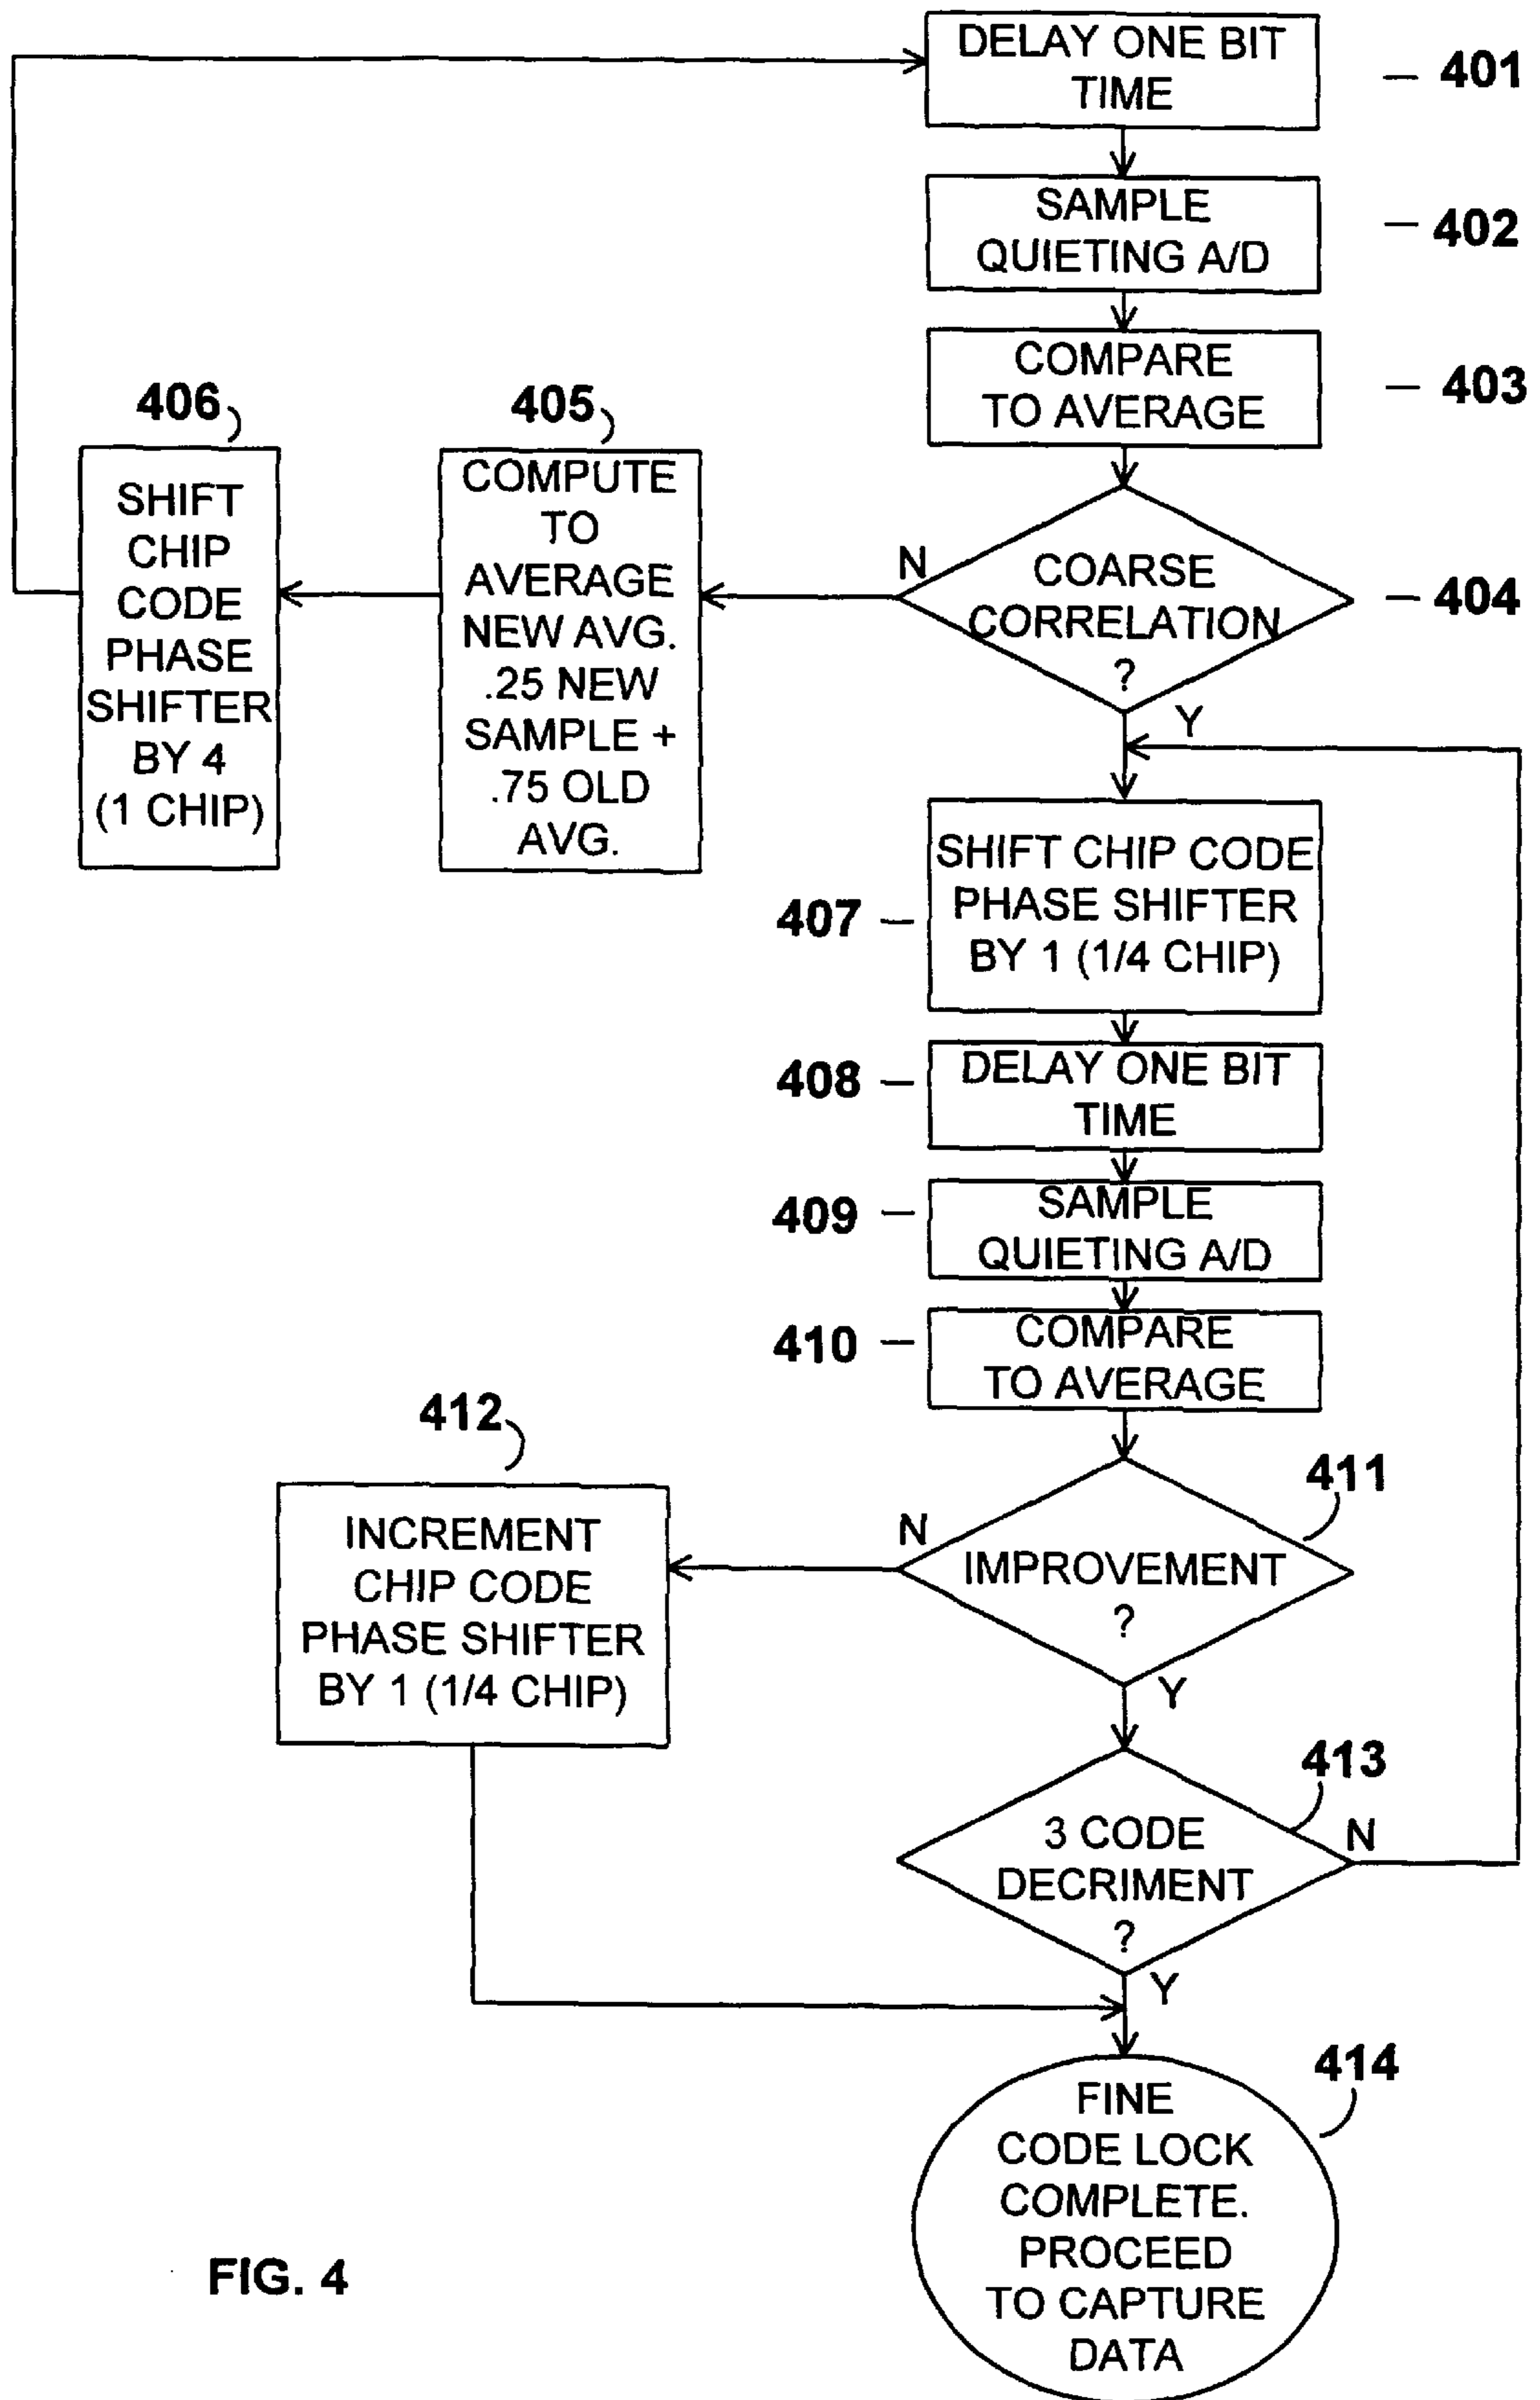 DELAY ONE BIT
TIME
401
SAMPLE
QUIETING A/D
402
COMPARE
TO AVERAGE
403
COARSE
CORRELATION
?
404
N
Y
405
COMPUTE
TO
AVERAGE
NEW AVG.
.25 NEW
SAMPLE +
.75 OLD
AVG.
406
SHIFT
CHIP
CODE
PHASE
SHIFTER
BY 4
(1 CHIP)
SHIFT CHIP CODE
PHASE SHIFTER
BY 1 (1/4 CHIP)
407
DELAY ONE BIT
TIME
408
SAMPLE
QUIETING A/D
409
COMPARE
TO AVERAGE
410
IMPROVEMENT
?
411
N
Y
412
INCREMENT
CHIP CODE
PHASE SHIFTER
BY 1 (1/4 CHIP)
3 CODE
DECRIMENT
?
413
N
Y
414
FINE
CODE LOCK
COMPLETE.
PROCEED
TO CAPTURE
DATA
FIG. 4